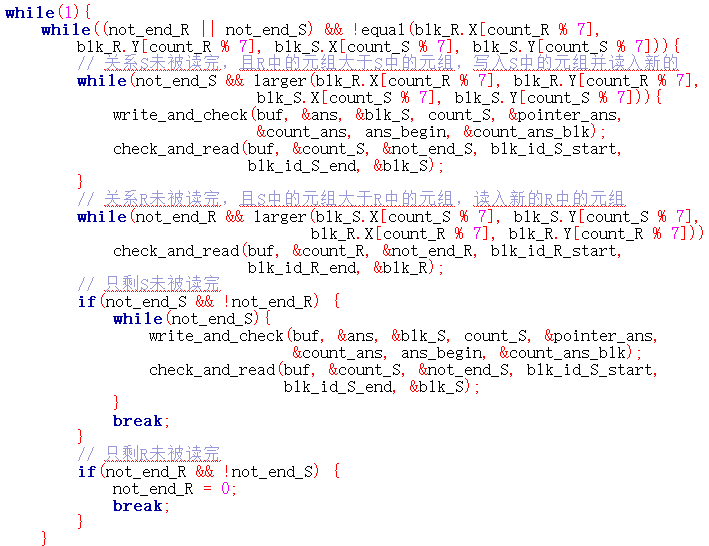 while(1){
    while((not_end_R || not_end_S) && !equal(blk_R.X[count_R % 7],
        blk_R.Y[count_R % 7], blk_S.X[count_S % 7], blk_S.Y[count_S % 7])){
        // 关系S未被读完，且R中的元组大于S中的元组，写入S中的元组并读入新的
        while(not_end_S && larger(blk_R.X[count_R % 7], blk_R.Y[count_R % 7],
                            blk_S.X[count_S % 7], blk_S.Y[count_S % 7])){
            write_and_check(buf, &ans, &blk_S, count_S, &pointer_ans,
                            &count_ans, ans_begin, &count_ans_blk);
            check_and_read(buf, &count_S, &not_end_S, blk_id_S_start,
                           blk_id_S_end, &blk_S);
        }
        // 关系R未被读完，且S中的元组大于R中的元组，读入新的R中的元组
        while(not_end_R && larger(blk_S.X[count_S % 7], blk_S.Y[count_S % 7],
                                  blk_R.X[count_R % 7], blk_R.Y[count_R % 7]))
            check_and_read(buf, &count_R, &not_end_R, blk_id_R_start,
                           blk_id_R_end, &blk_R);
        // 只剩S未被读完
        if(not_end_S && !not_end_R) {
            while(not_end_S){
                write_and_check(buf, &ans, &blk_S, count_S, &pointer_ans,
                                &count_ans, ans_begin, &count_ans_blk);
                check_and_read(buf, &count_S, &not_end_S, blk_id_S_start,
                               blk_id_S_end, &blk_S);
            }
            break;
        }
        // 只剩R未被读完
        if(not_end_R && !not_end_S) {
            not_end_R = 0;
            break;
        }
    }